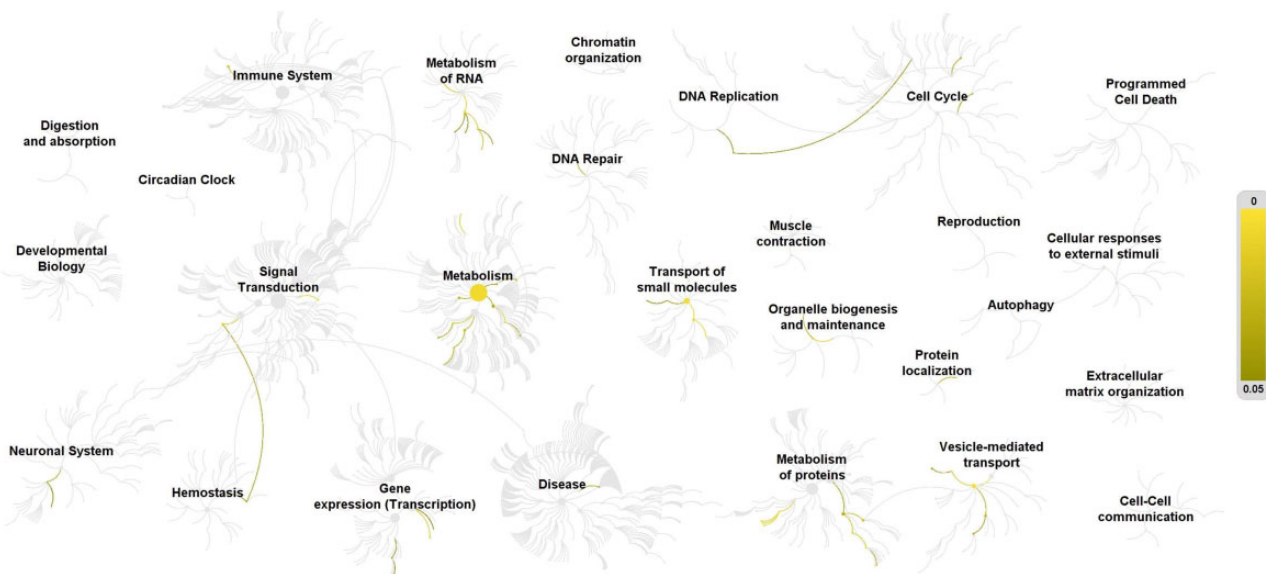 Chromatin
organization
Immune System
Metabolism
of RNA
DNA Replication
Cell Cycle
Programmed
Cell Death
Digestion
and absorption
DNA Repair
Circadian Clock
0
Developmental
Biology
Signal
Transduction
Metabolism
Transport of
small molecules
Muscle
contraction
Reproduction
Cellular responses
to external stimuli
Organelle biogenesis
and maintenance
Autophagy
Protein
localization
Extracellular
matrix organization
0.05
Neuronal System
Hemostasis
Gene
expression (Transcription)
Disease
Metabolism
of proteins
Vesicle-mediated
transport
Cell-Cell
communication